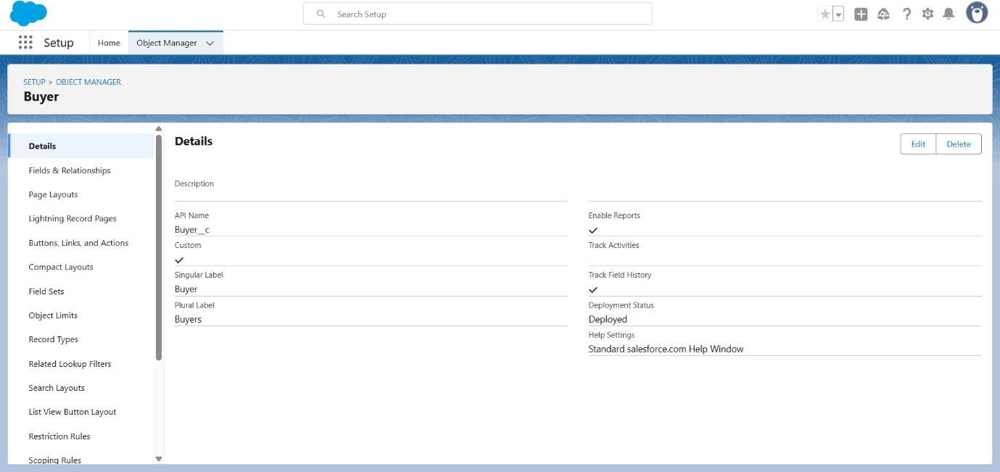 Search Setup
Setup
Home
Object Manager
SETUP > OBJECT MANAGER
Buyer
Details
Fields & Relationships
Page Layouts
Lightning Record Pages
Buttons, Links, and Actions
Compact Layouts
Field Sets
Object Limits
Record Types
Related Lookup Filters
Search Layouts
List View Button Layout
Restriction Rules
Scoping Rules
Details
Edit
Delete
Description
API Name
Buyer__c
Custom
Singular Label
Buyer
Plural Label
Buyers
Enable Reports
Track Activities
Track Field History
Deployment Status
Deployed
Help Settings
Standard salesforce.com Help Window